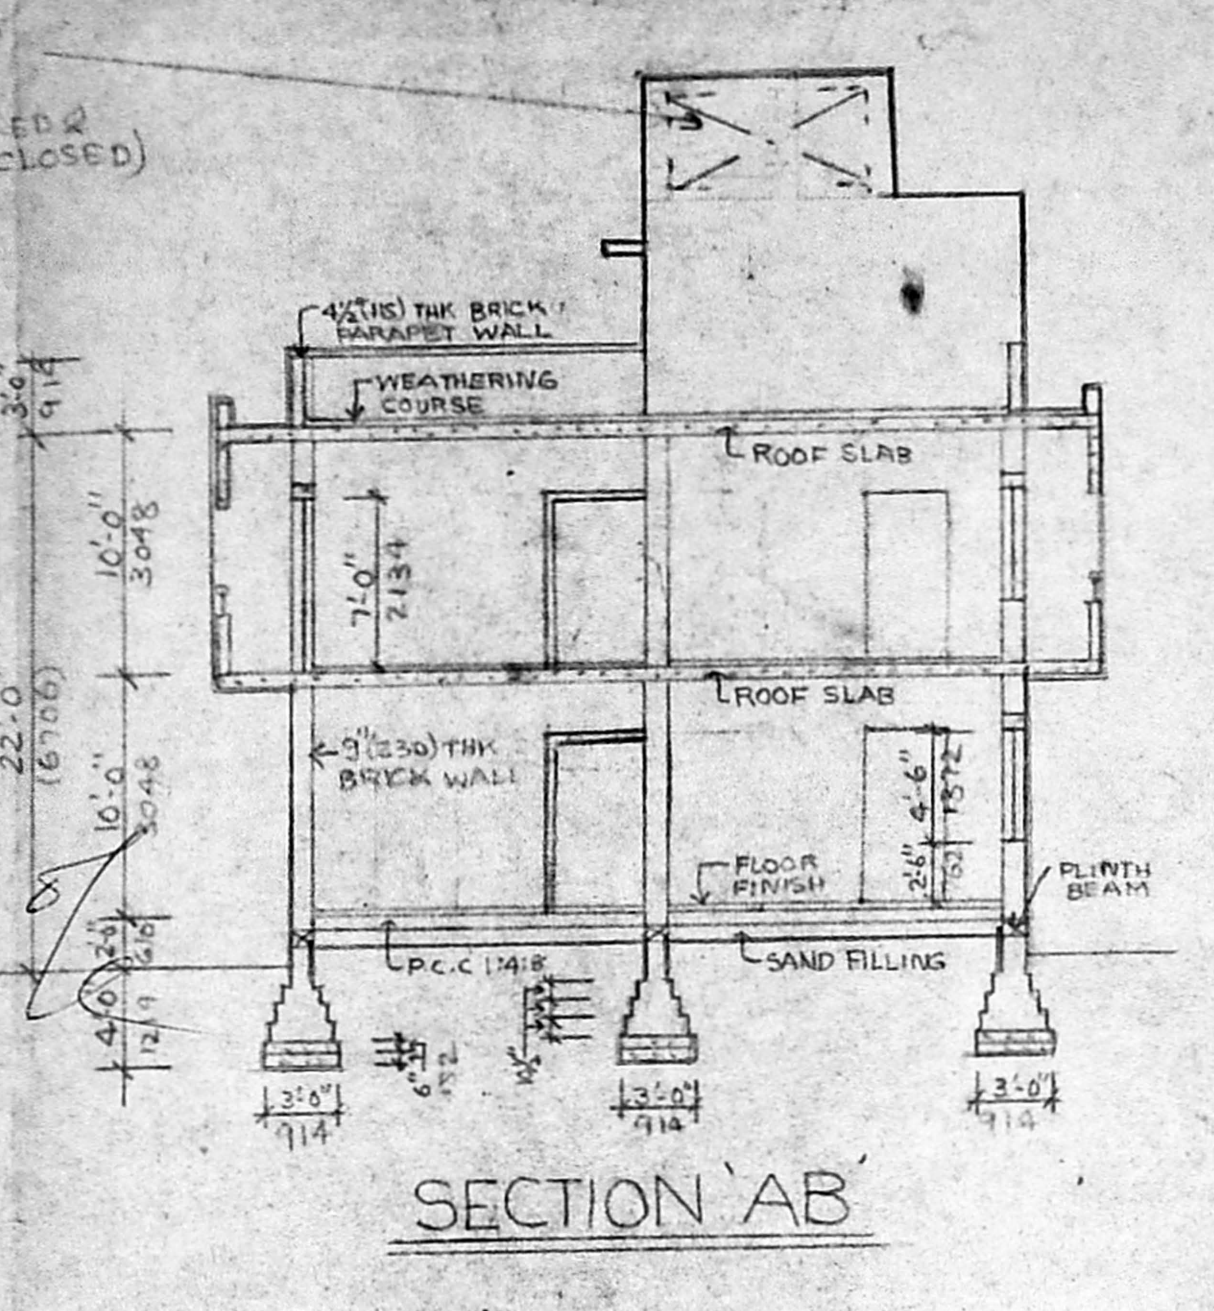 CLOSED)
4½"(115) THK BRICK
PARAPET WALL
WEATHERING
COURSE
3'-0"
914
ROOF SLAB
10'-0"
3048
7'-0"
2134
22'-0"
(6706)
ROOF SLAB
9"(230) THK
BRICK WALL
10'-0"
3048
4'-6"
1372
2'-6"
762
FLOOR
FINISH
PLINTH
BEAM
2'-0"
610
P.C.C 1:4:8
SAND FILLING
4'-0"
1219
6"
152
3'-0"
914
3'-0"
914
3'-0"
914
SECTION 'AB'